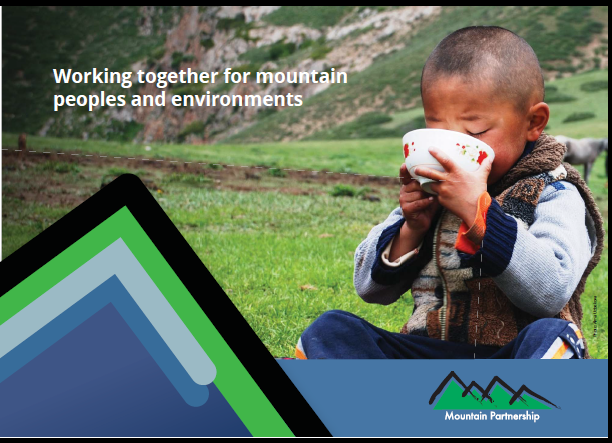 Working together for mountain
peoples and environments
Mountain Partnership